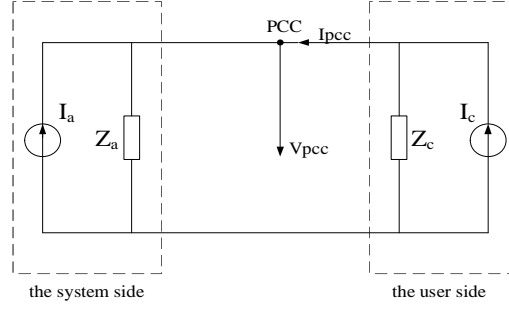 PCC
Ipcc
Ia
Za
Zc
Ic
Vpcc
the system side
the user side